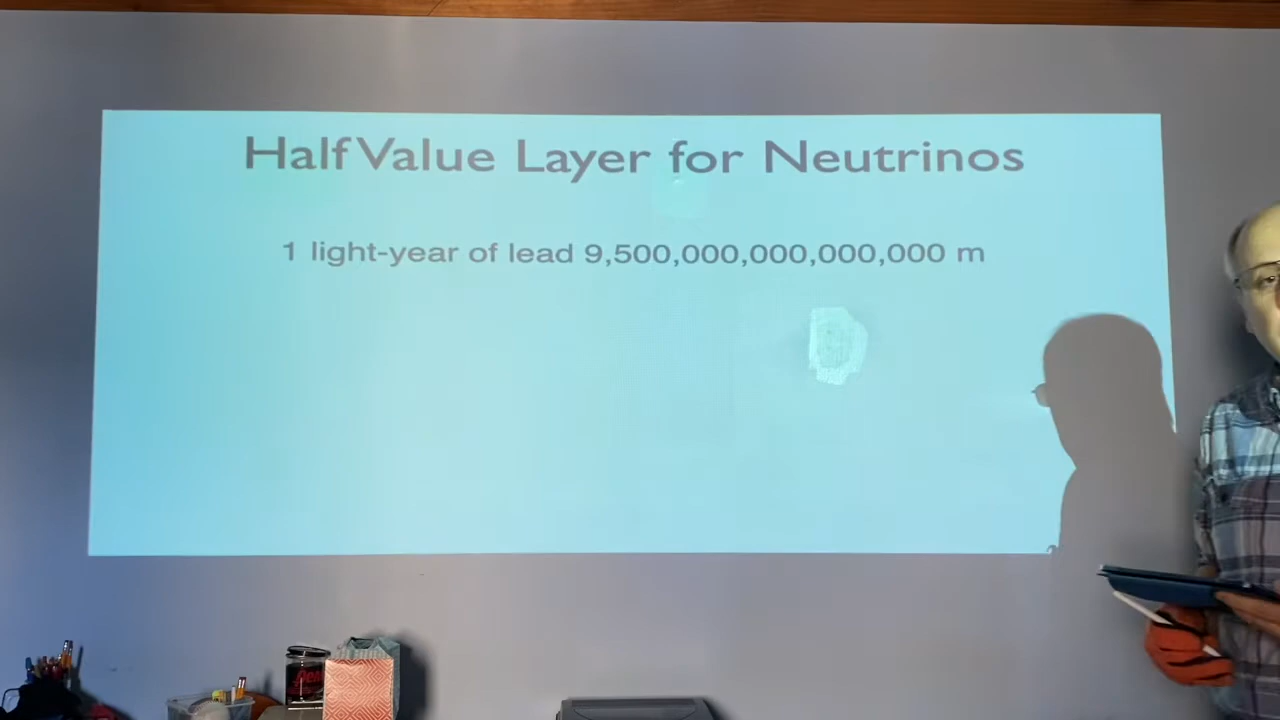 Half Value Layer for Neutrinos
1 light-year of lead 9,500,000,000,000,000 m